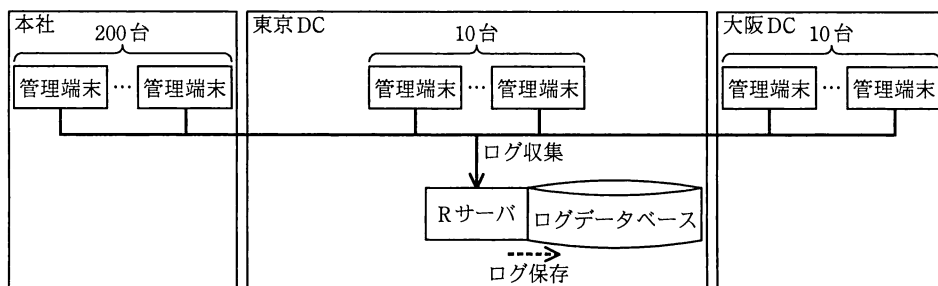 本社
東京DC
大阪DC
200台
10台
10台
管理端末 … 管理端末
管理端末 … 管理端末
管理端末 … 管理端末
ログ収集
Rサーバ
ログデータベース
ログ保存